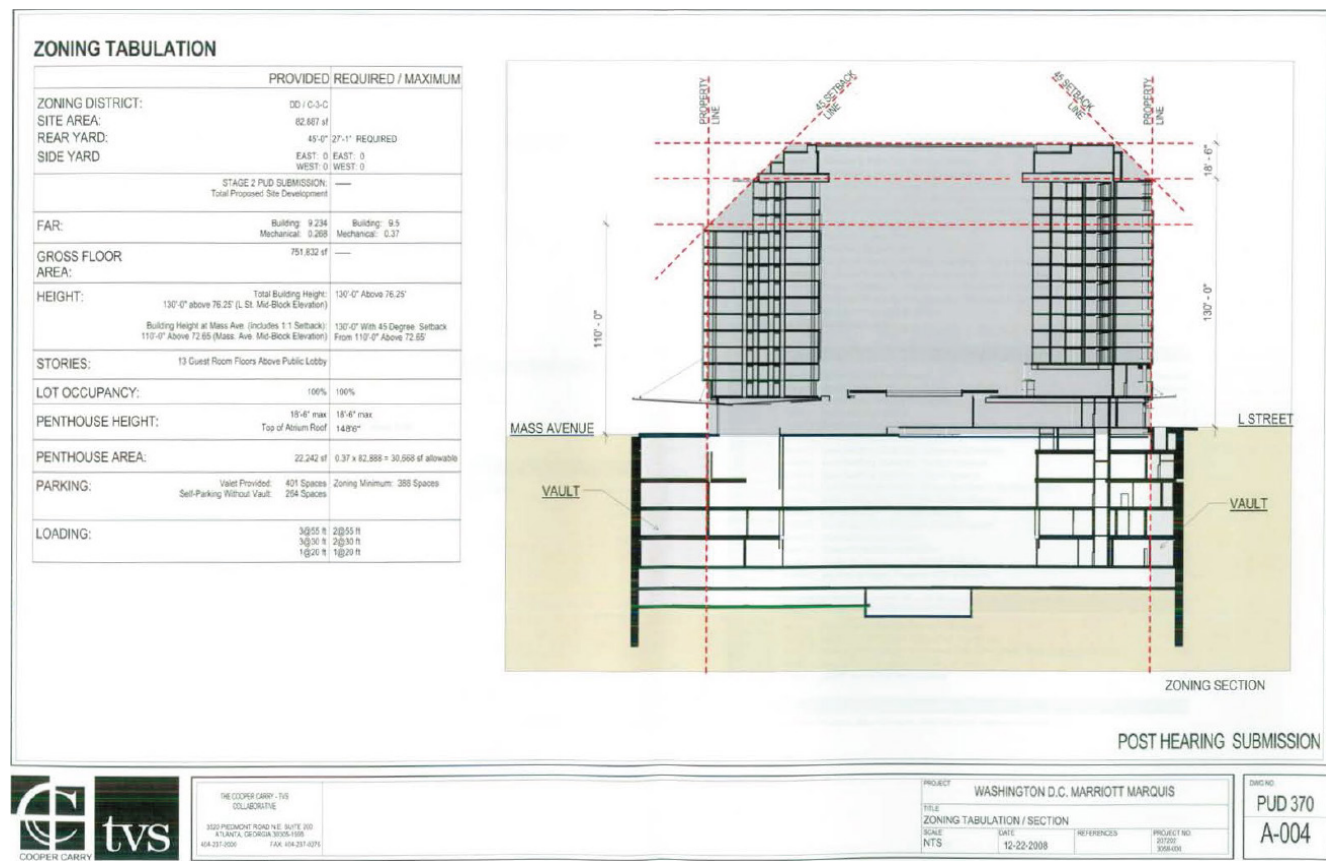 ZONING TABULATION
PROVIDED REQUIRED / MAXIMUM
ZONING DISTRICT: DD / C-3-C
SITE AREA: 82,887 sf
REAR YARD: 45'-0" 27'-1" REQUIRED
SIDE YARD EAST: 0 EAST: 0
WEST: 0 WEST: 0
STAGE 2 PUD SUBMISSION:
Total Proposed Site Development
FAR: Building: 9.234 Building: 9.5
Mechanical: 0.268 Mechanical: 0.37
GROSS FLOOR 751,832 sf
AREA:
HEIGHT: Total Building Height: 130'-0" Above 76.25'
130'-0" above 76.25' (L St. Mid-Block Elevation)
Building Height at Mass Ave. (includes 1:1 Setback): 130'-0" With 45 Degree Setback
110'-0" Above 72.65 (Mass. Ave. Mid-Block Elevation) From 110'-0" Above 72.65'
STORIES: 13 Guest Room Floors Above Public Lobby
LOT OCCUPANCY: 100% 100%
PENTHOUSE HEIGHT: 18'-6" max 18'-6" max
Top of Atrium Roof 148'6"
PENTHOUSE AREA: 22,242 sf 0.37 x 82,888 = 30,668 sf allowable
PARKING: Valet Provided: 401 Spaces Zoning Minimum: 388 Spaces
Self-Parking Without Vault: 254 Spaces
LOADING: 3@55 ft 2@55 ft
3@30 ft 2@30 ft
1@20 ft 1@20 ft
PROPERTY LINE
45 SETBACK LINE
45 SETBACK LINE
PROPERTY LINE
18' - 6"
110' - 0"
130' - 0"
MASS AVENUE
L STREET
VAULT
VAULT
ZONING SECTION
POST HEARING SUBMISSION
COOPER CARRY
tvs
THE COOPER CARRY - TVS
COLLABORATIVE
3520 PIEDMONT ROAD N.E. SUITE 200
ATLANTA, GEORGIA 30305-1595
PROJECT
WASHINGTON D.C. MARRIOTT MARQUIS
TITLE
ZONING TABULATION / SECTION
SCALE DATE REFERENCES PROJECT NO.
NTS 12-22-2008
DWG NO.
PUD 370
A-004